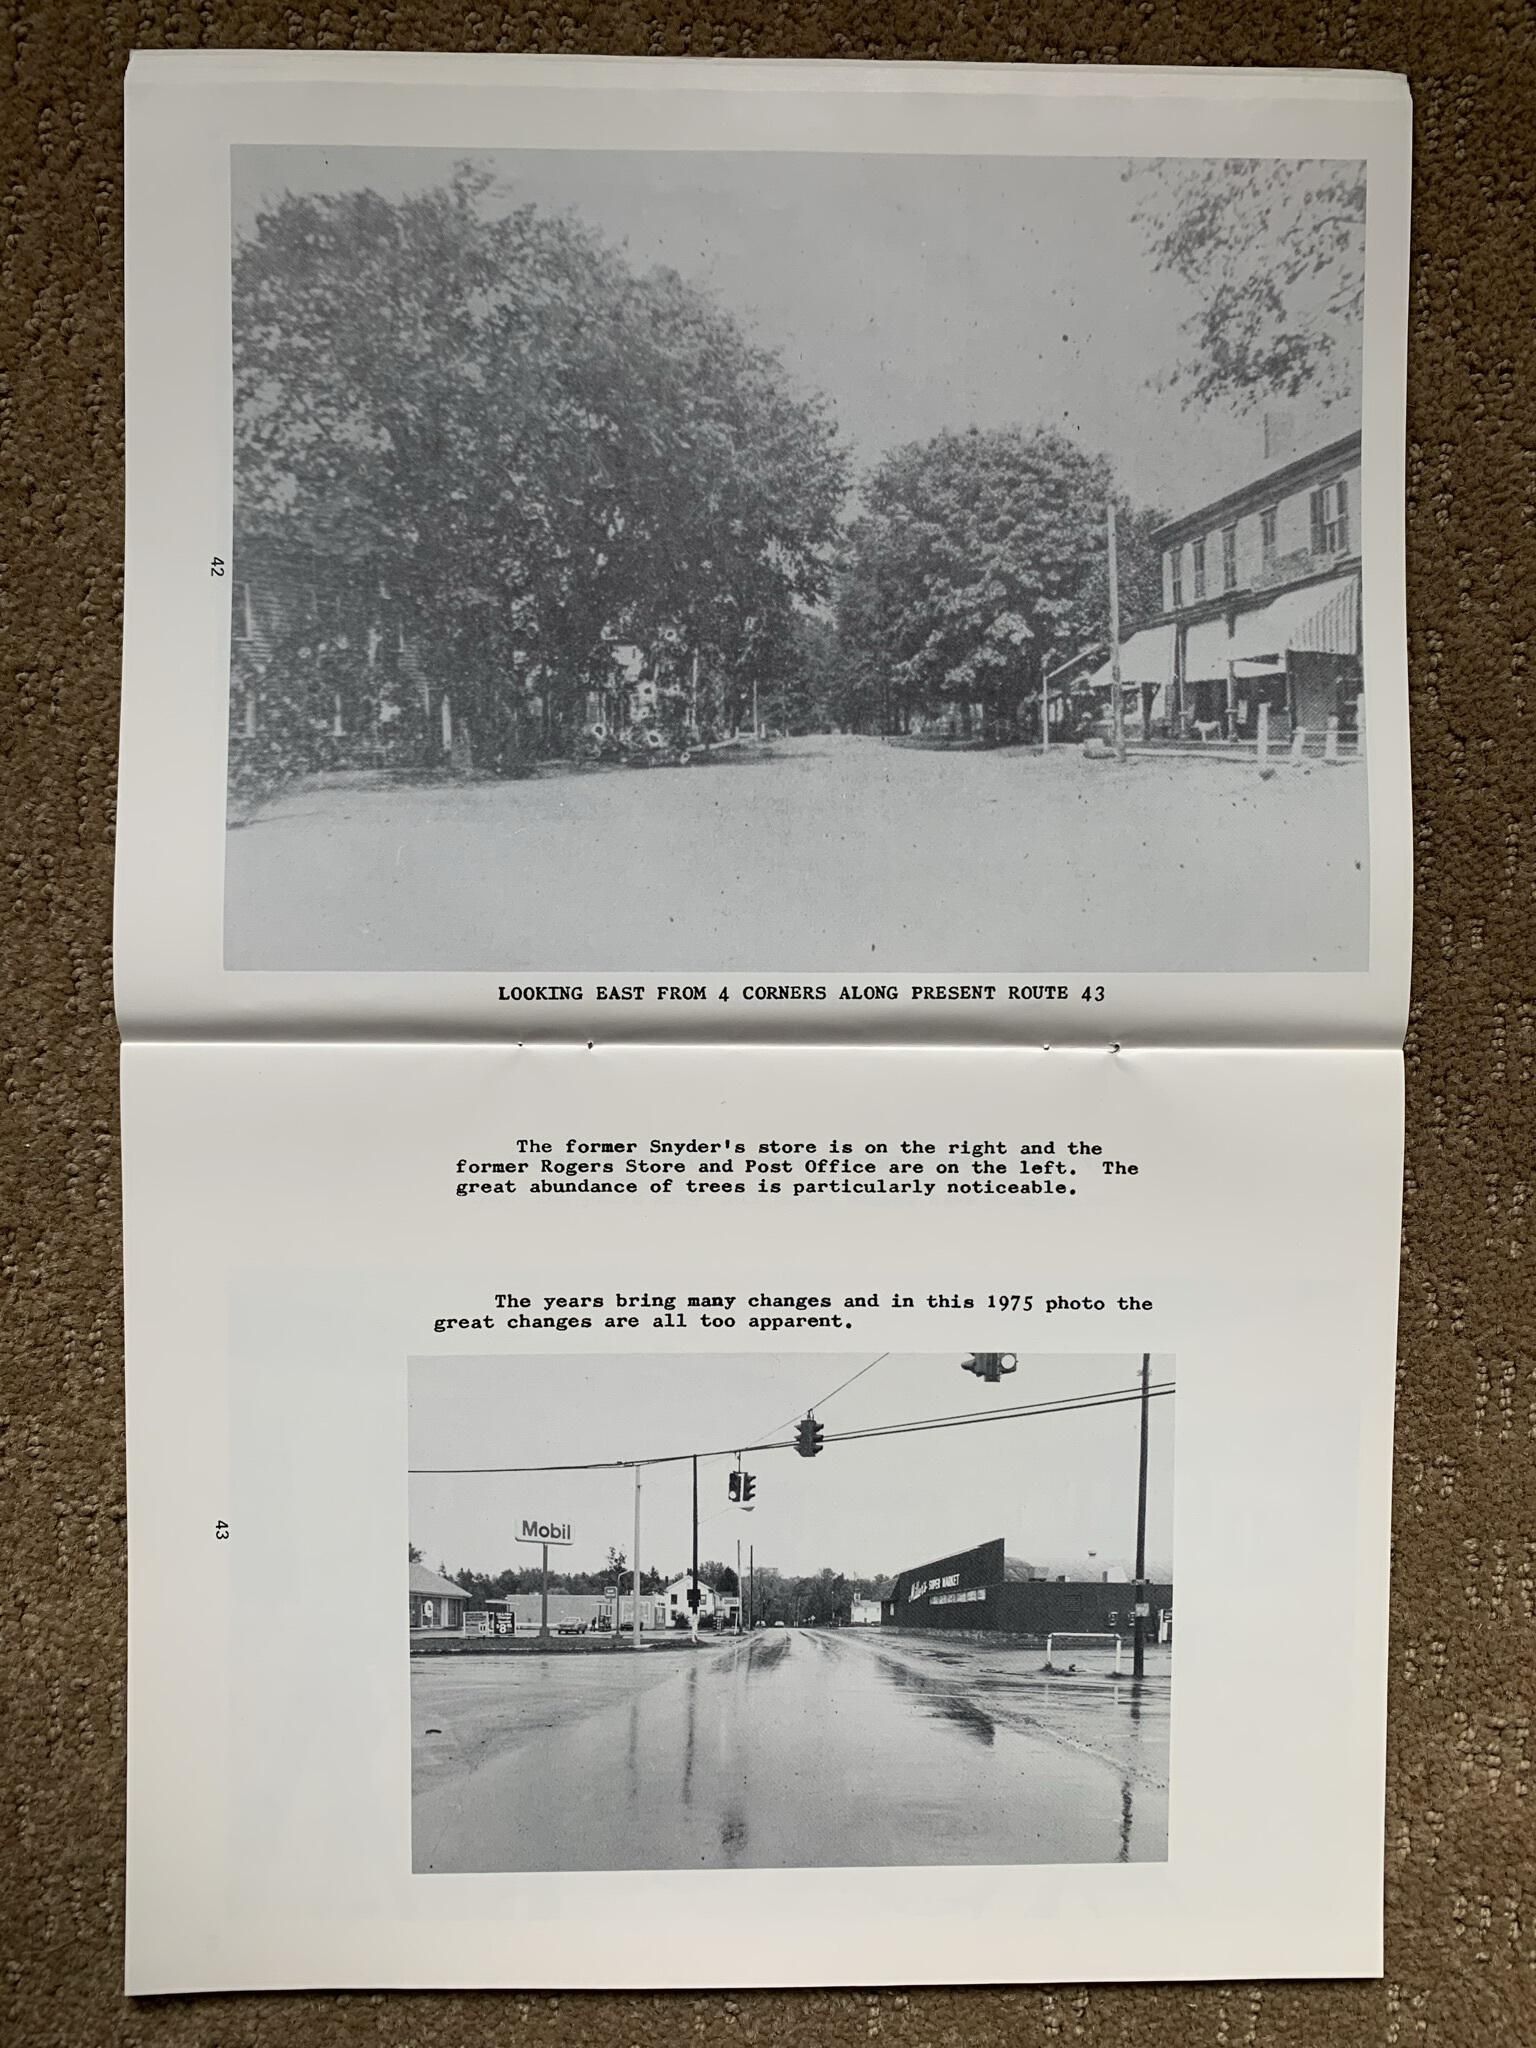 42
LOOKING EAST FROM 4 CORNERS ALONG PRESENT ROUTE 43
The former Snyder's store is on the right and the
former Rogers Store and Post Office are on the left. The
great abundance of trees is particularly noticeable.
The years bring many changes and in this 1975 photo the
great changes are all too apparent.
Mobil
SUPER MARKET
43